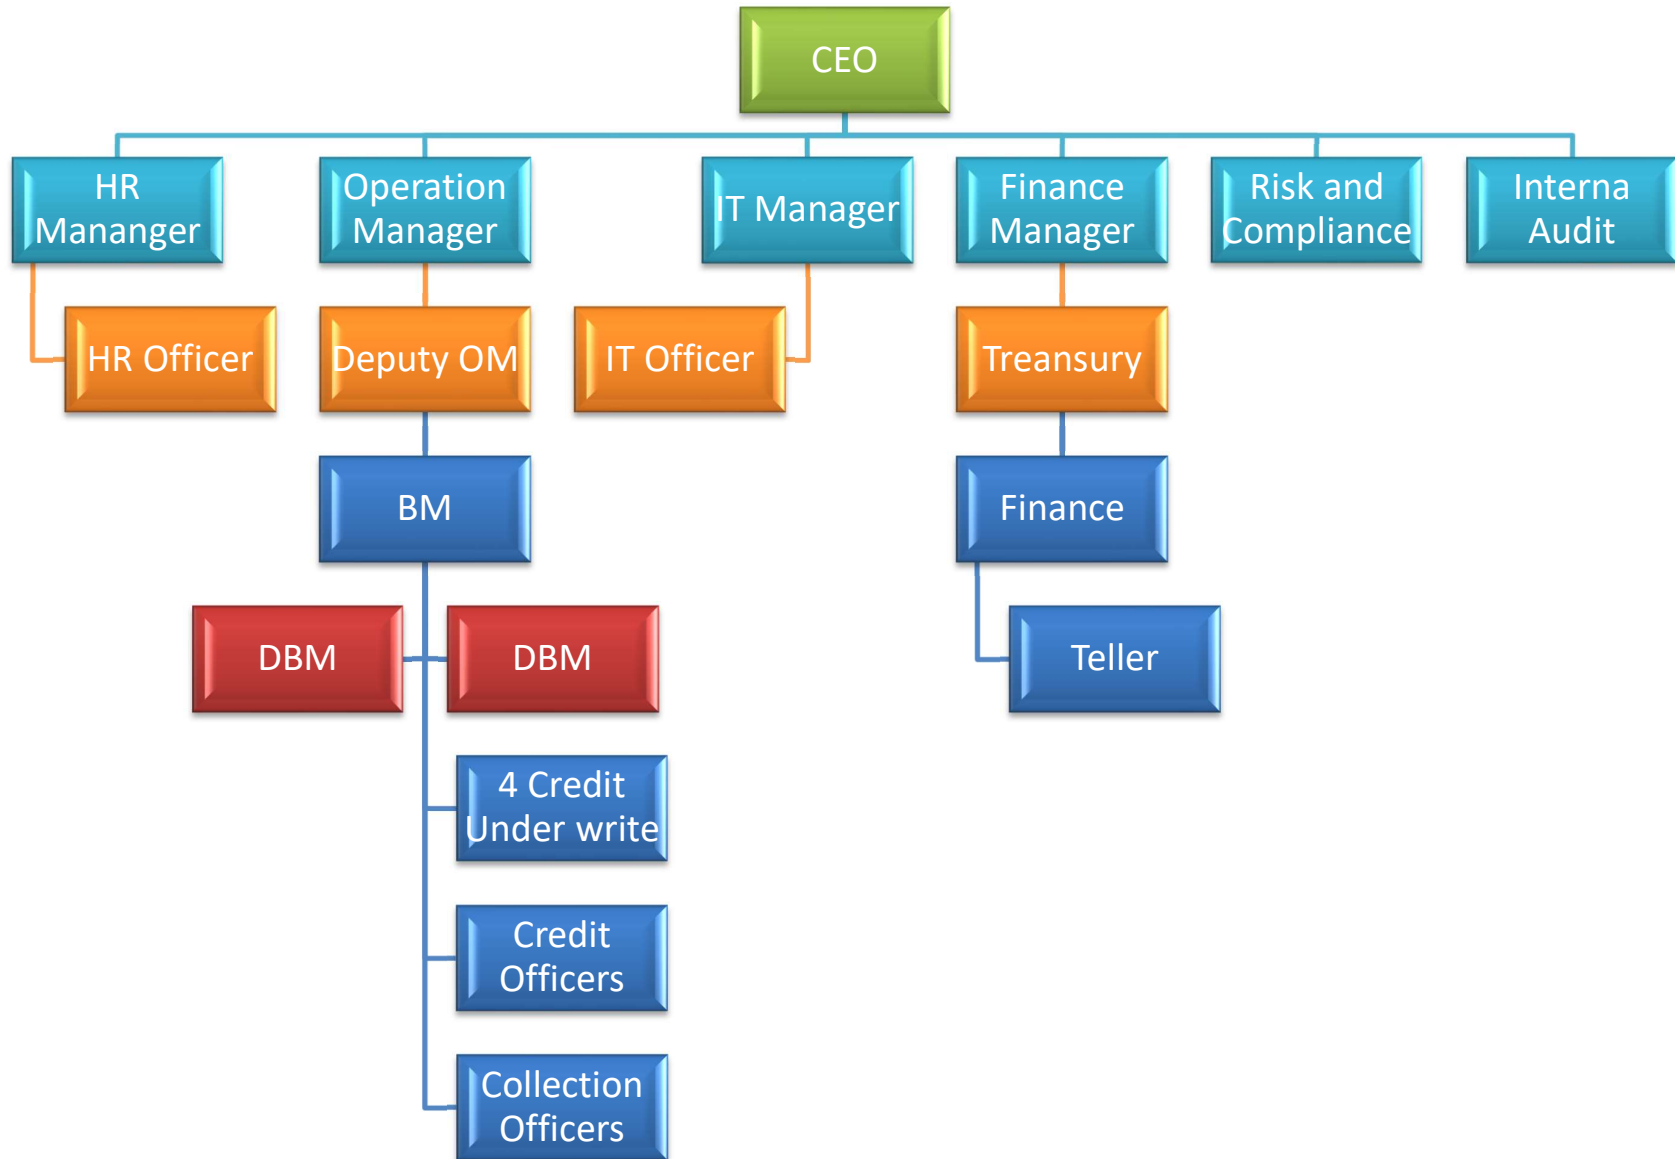 CEO
HR
Mananger
Operation
Manager
IT Manager
Finance
Manager
Risk and
Compliance
Interna
Audit
HR Officer
Deputy OM
IT Officer
Treansury
BM
Finance
DBM
DBM
Teller
4 Credit
Under write
Credit
Officers
Collection
Officers